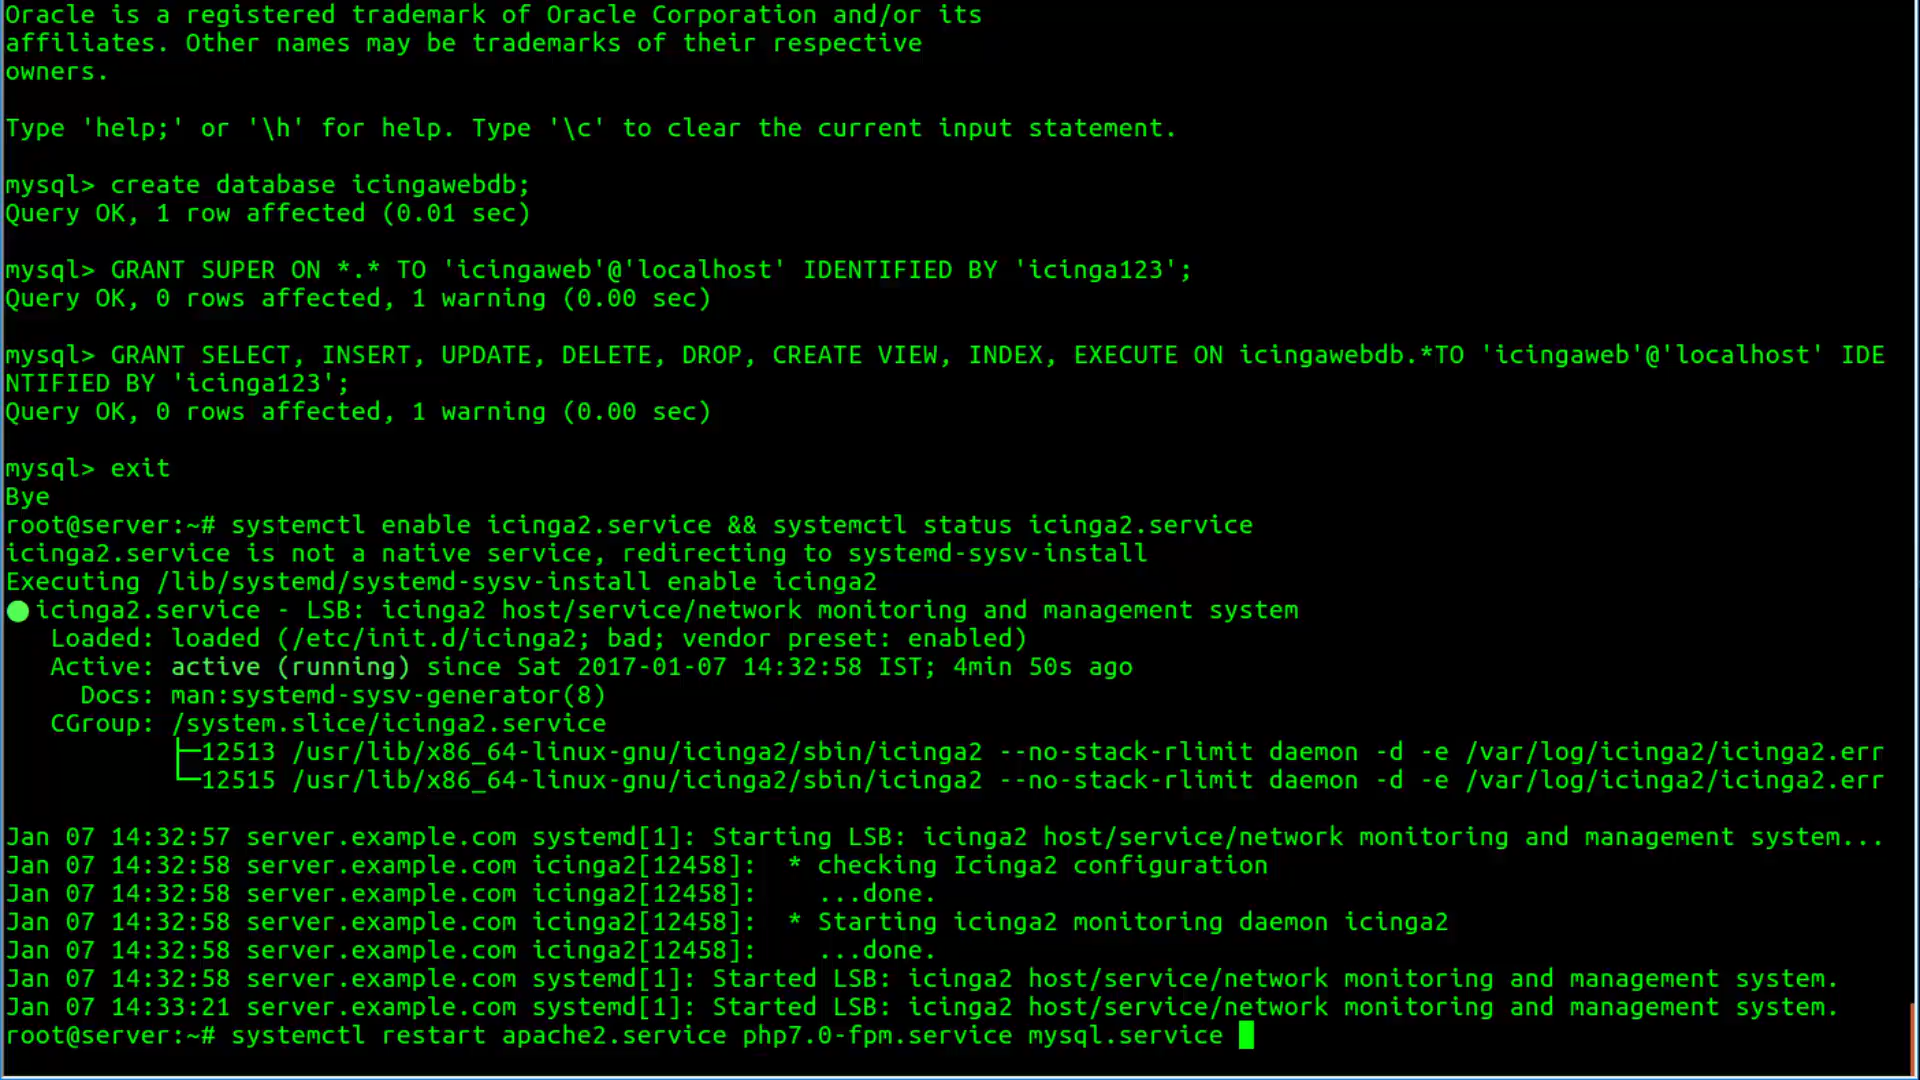 Oracle is a registered trademark of Oracle Corporation and/or its
affiliates. Other names may be trademarks of their respective
owners.
Type 'help;' or '\h' for help. Type '\c' to clear the current input statement.
mysql> create database icingawebdb;
Query OK, 1 row affected (0.01 sec)
mysql> GRANT SUPER ON *.* TO 'icingaweb'@'localhost' IDENTIFIED BY 'icinga123';
Query OK, 0 rows affected, 1 warning (0.00 sec)
mysql> GRANT SELECT, INSERT, UPDATE, DELETE, DROP, CREATE VIEW, INDEX, EXECUTE ON icingawebdb.*TO 'icingaweb'@'localhost' IDE
NTIFIED BY 'icinga123';
Query OK, 0 rows affected, 1 warning (0.00 sec)
mysql> exit
Bye
root@server:~# systemctl enable icinga2.service && systemctl status icinga2.service
icinga2.service is not a native service, redirecting to systemd-sysv-install
Executing /lib/systemd/systemd-sysv-install enable icinga2
● icinga2.service - LSB: icinga2 host/service/network monitoring and management system
Loaded: loaded (/etc/init.d/icinga2; bad; vendor preset: enabled)
Active: active (running) since Sat 2017-01-07 14:32:58 IST; 4min 50s ago
Docs: man:systemd-sysv-generator(8)
CGroup: /system.slice/icinga2.service
├─12513 /usr/lib/x86_64-linux-gnu/icinga2/sbin/icinga2 --no-stack-rlimit daemon -d -e /var/log/icinga2/icinga2.err
└─12515 /usr/lib/x86_64-linux-gnu/icinga2/sbin/icinga2 --no-stack-rlimit daemon -d -e /var/log/icinga2/icinga2.err
Jan 07 14:32:57 server.example.com systemd[1]: Starting LSB: icinga2 host/service/network monitoring and management system...
Jan 07 14:32:58 server.example.com icinga2[12458]:  * checking Icinga2 configuration
Jan 07 14:32:58 server.example.com icinga2[12458]:    ...done.
Jan 07 14:32:58 server.example.com icinga2[12458]:  * Starting icinga2 monitoring daemon icinga2
Jan 07 14:32:58 server.example.com icinga2[12458]:    ...done.
Jan 07 14:32:58 server.example.com systemd[1]: Started LSB: icinga2 host/service/network monitoring and management system.
Jan 07 14:33:21 server.example.com systemd[1]: Started LSB: icinga2 host/service/network monitoring and management system.
root@server:~# systemctl restart apache2.service php7.0-fpm.service mysql.service